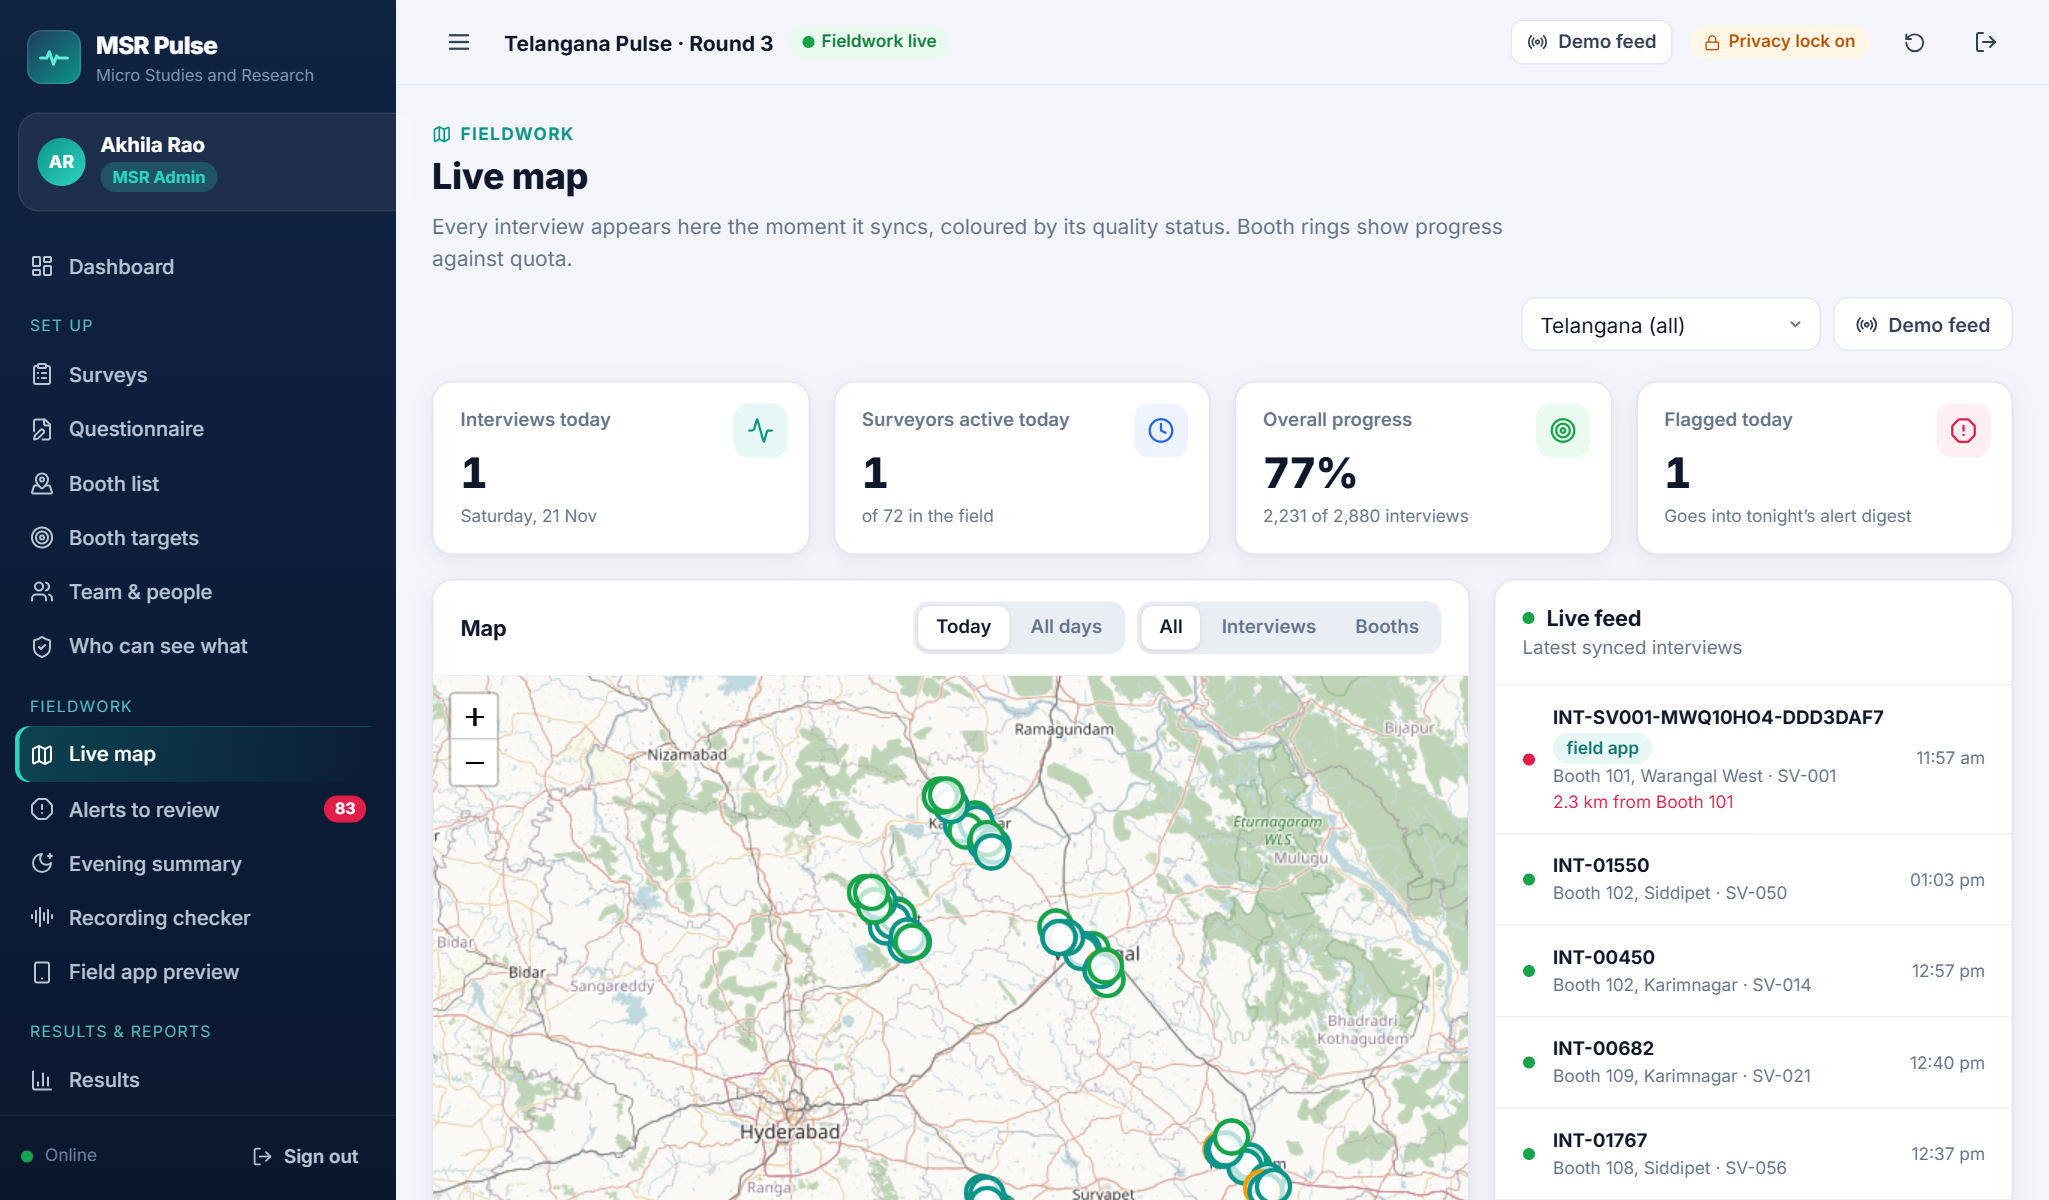 MSR Pulse
Micro Studies and Research
AR
Akhila Rao
MSR Admin
Dashboard
SET UP
Surveys
Questionnaire
Booth list
Booth targets
Team & people
Who can see what
FIELDWORK
Live map
Alerts to review
83
Evening summary
Recording checker
Field app preview
RESULTS & REPORTS
Results
Online
Sign out
Telangana Pulse · Round 3
Fieldwork live
Demo feed
Privacy lock on
FIELDWORK
Live map
Every interview appears here the moment it syncs, coloured by its quality status. Booth rings show progress
against quota.
Telangana (all)
Demo feed
Interviews today
1
Saturday, 21 Nov
Surveyors active today
1
of 72 in the field
Overall progress
77%
2,231 of 2,880 interviews
Flagged today
1
Goes into tonight's alert digest
Map
Today
All days
All
Interviews
Booths
+
−
Ramagundam
Bijapur
Nizamabad
Eturnagaram
WLS
Mulugu
Bidar
Bidar
Sangareddy
Bhadradri
Kothagudem
Hyderabad
Ranga
Suryapet
Live feed
Latest synced interviews
INT-SV001-MWQ10HO4-DDD3DAF7
field app
Booth 101, Warangal West · SV-001
2.3 km from Booth 101
11:57 am
INT-01550
Booth 102, Siddipet · SV-050
01:03 pm
INT-00450
Booth 102, Karimnagar · SV-014
12:57 pm
INT-00682
Booth 109, Karimnagar · SV-021
12:40 pm
INT-01767
Booth 108, Siddipet · SV-056
12:37 pm